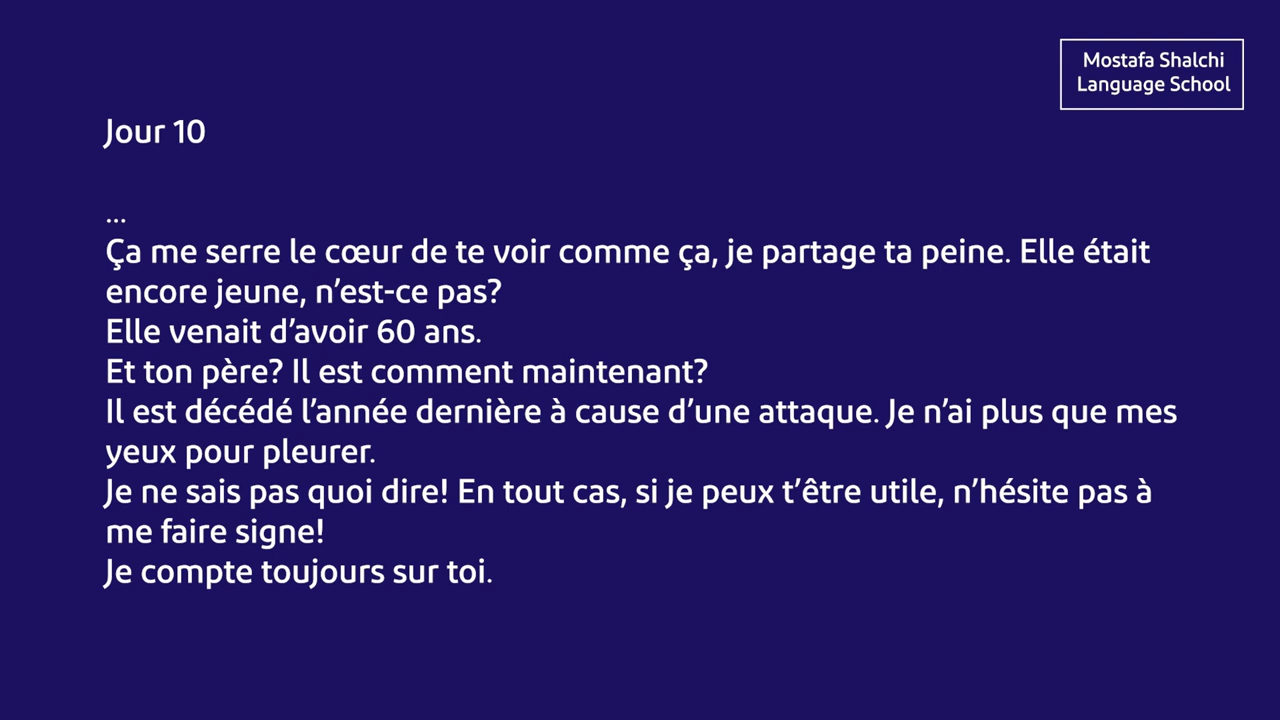 Mostafa Shalchi
Language School
Jour 10
...
Ça me serre le cœur de te voir comme ça, je partage ta peine. Elle était
encore jeune, n’est-ce pas?
Elle venait d’avoir 60 ans.
Et ton père? Il est comment maintenant?
Il est décédé l’année dernière à cause d’une attaque. Je n’ai plus que mes
yeux pour pleurer.
Je ne sais pas quoi dire! En tout cas, si je peux t’être utile, n’hésite pas à
me faire signe!
Je compte toujours sur toi.